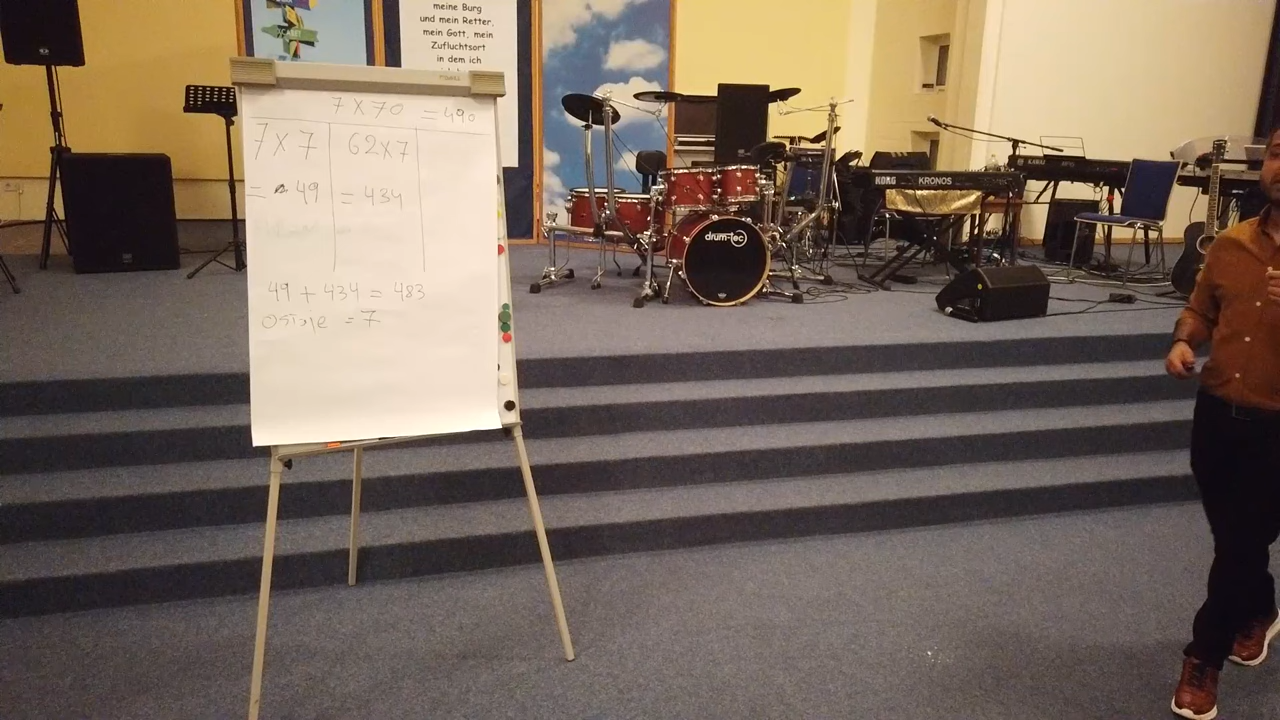 meine Burg
und mein Retter,
mein Gott, mein
Zufluchtsort
in dem ich
7 X 70 = 490
7 X 7
= 49
62 X 7
= 434
49 + 434 = 483
= 7
drum-tec
KORG KRONOS
KAWAI